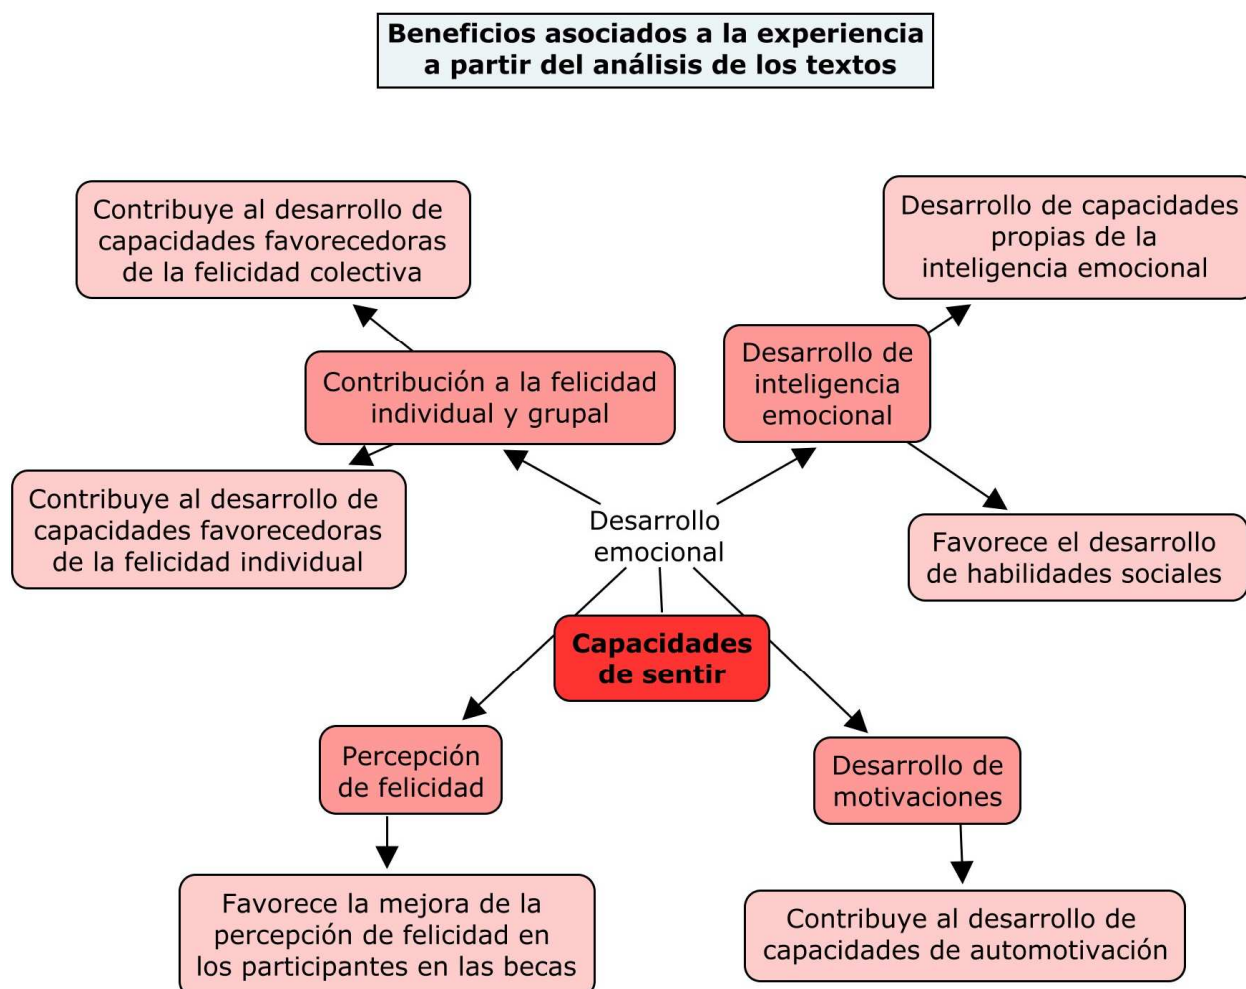 Beneficios asociados a la experiencia
a partir del análisis de los textos
Contribuye al desarrollo de
capacidades favorecedoras
de la felicidad colectiva
Desarrollo de capacidades
propias de la
inteligencia emocional
Contribución a la felicidad
individual y grupal
Desarrollo de
inteligencia
emocional
Contribuye al desarrollo de
capacidades favorecedoras
de la felicidad individual
Desarrollo
emocional
Favorece el desarrollo
de habilidades sociales
Capacidades
de sentir
Percepción
de felicidad
Desarrollo de
motivaciones
Favorece la mejora de la
percepción de felicidad en
los participantes en las becas
Contribuye al desarrollo de
capacidades de automotivación